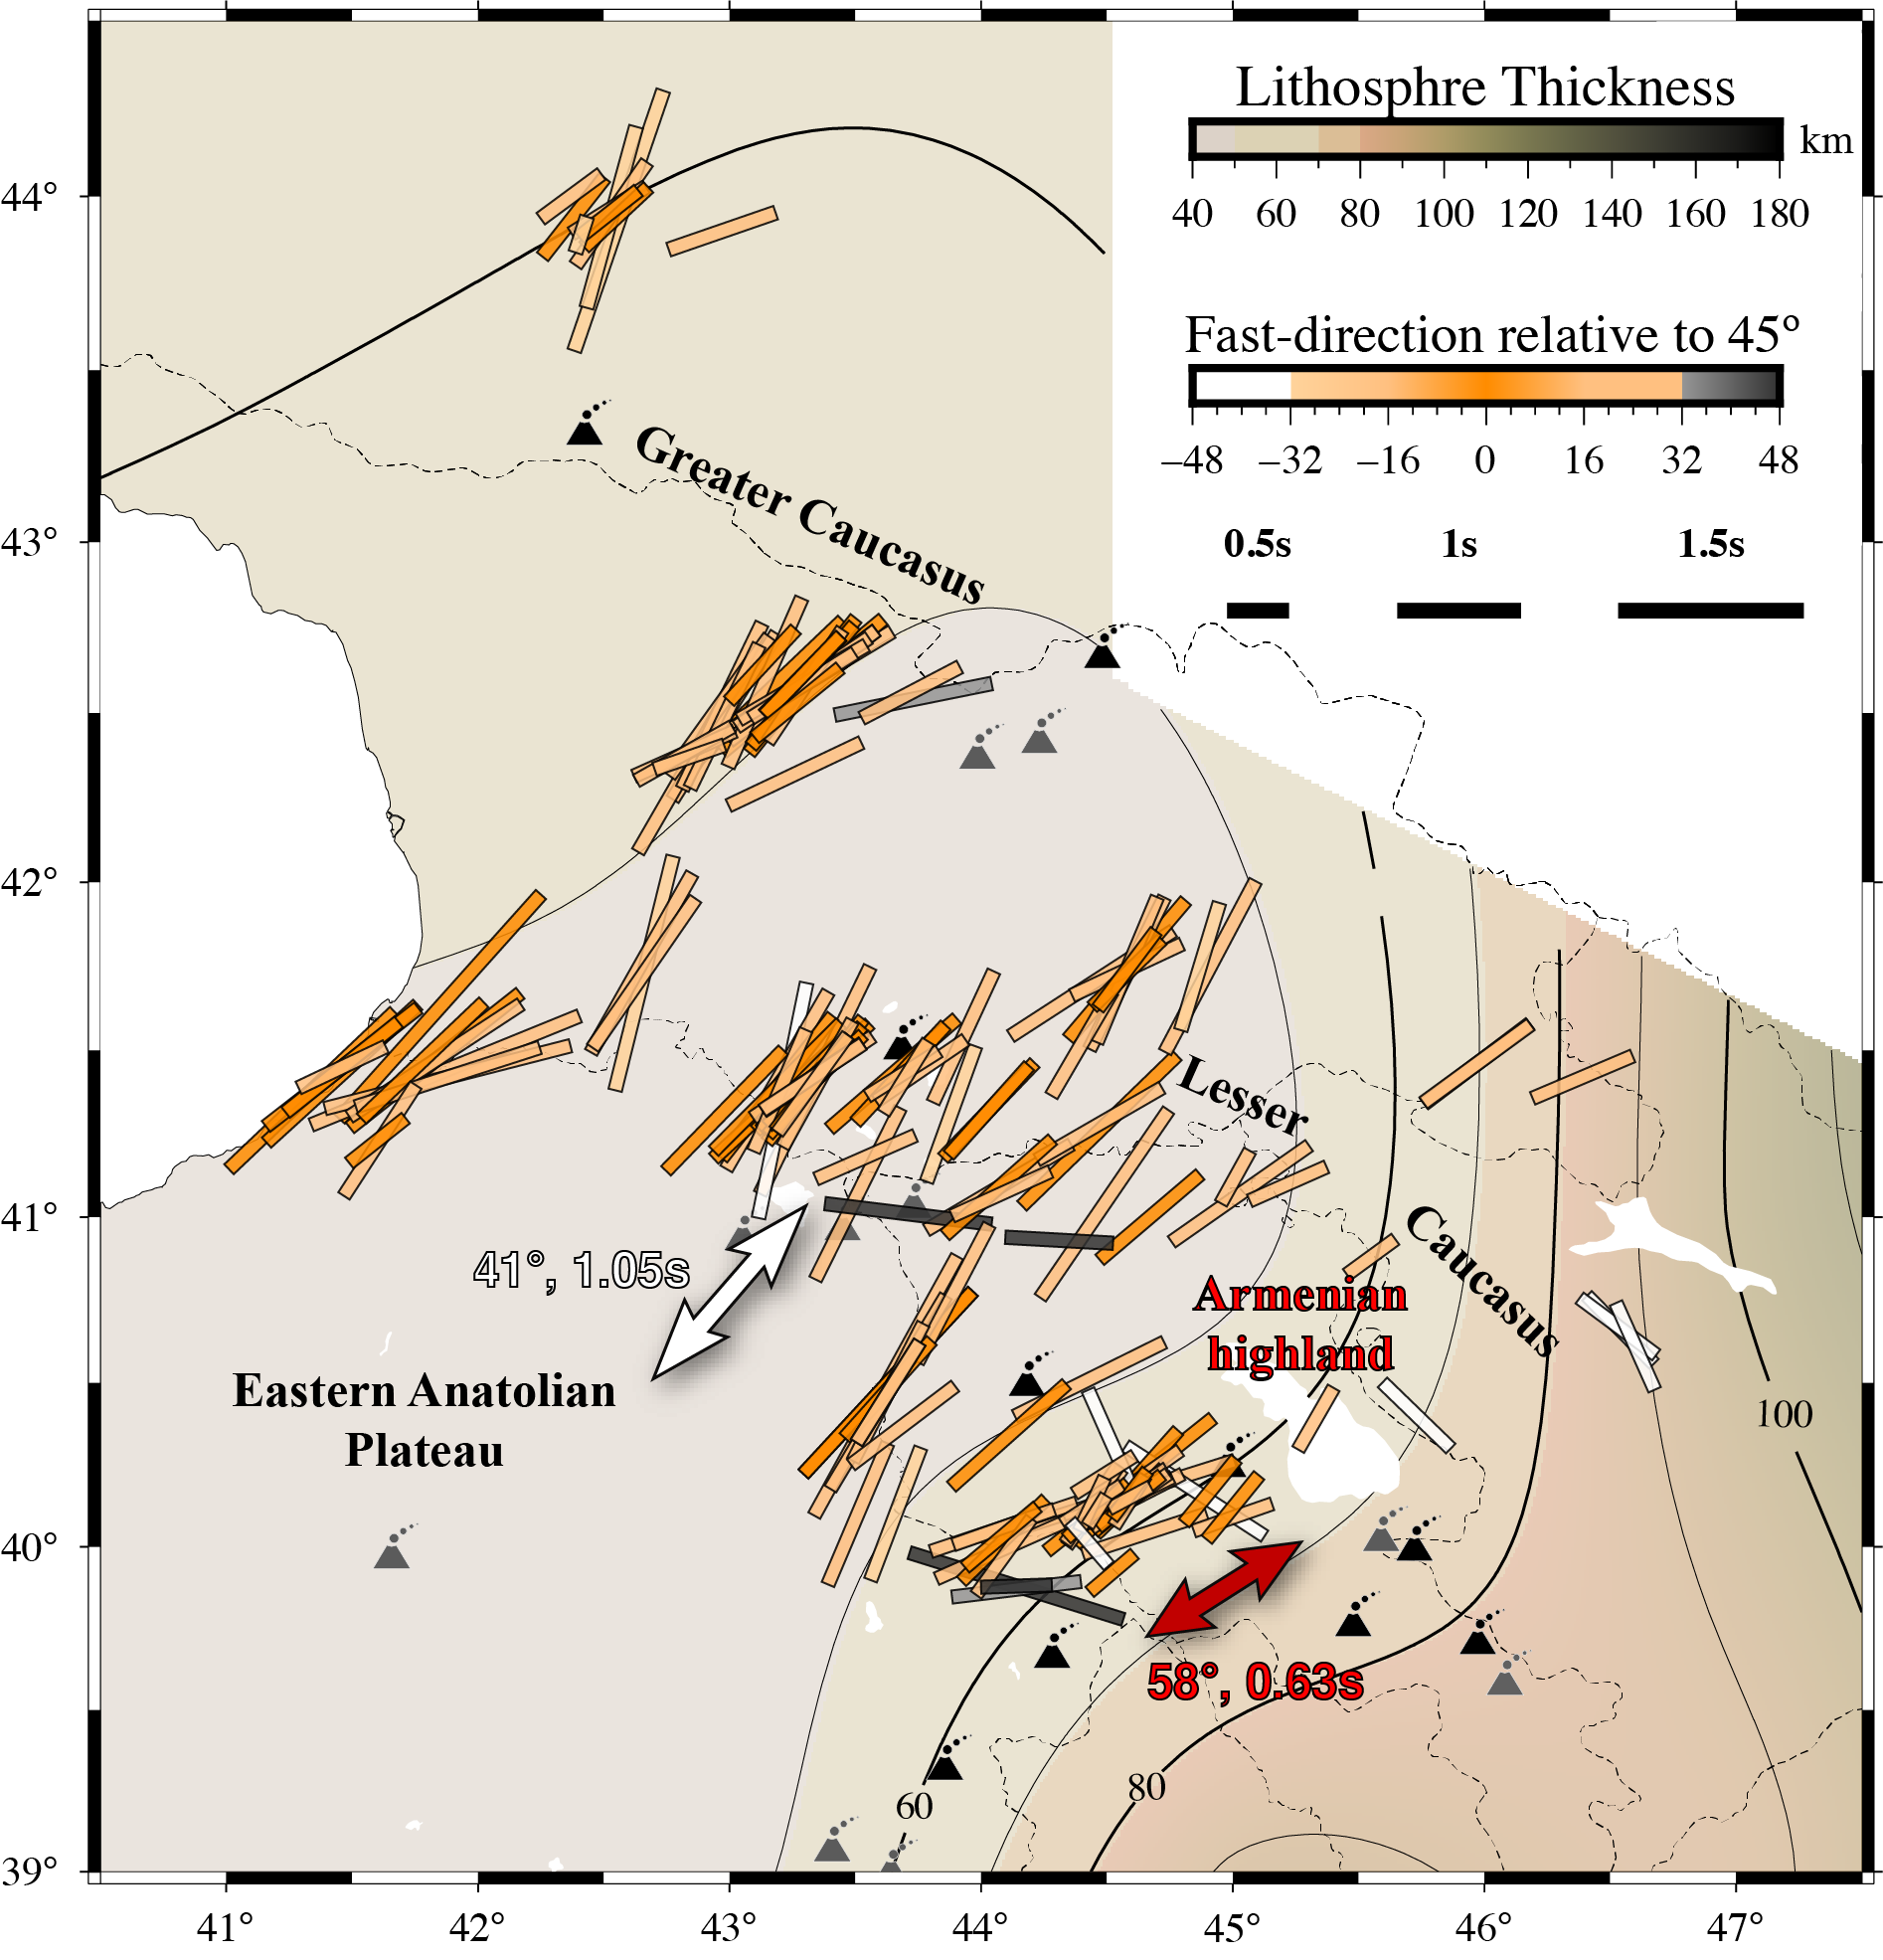 Lithosphre Thickness
km
40 60 80 100 120 140 160 180
Fast-direction relative to 45°
−48 −32 −16 0 16 32 48
0.5s 1s 1.5s
44°
43°
42°
41°
40°
39°
Greater Caucasus
Lesser
Caucasus
Armenian
highland
41°, 1.05s
Eastern Anatolian
Plateau
58°, 0.63s
100
80
60
41° 42° 43° 44° 45° 46° 47°